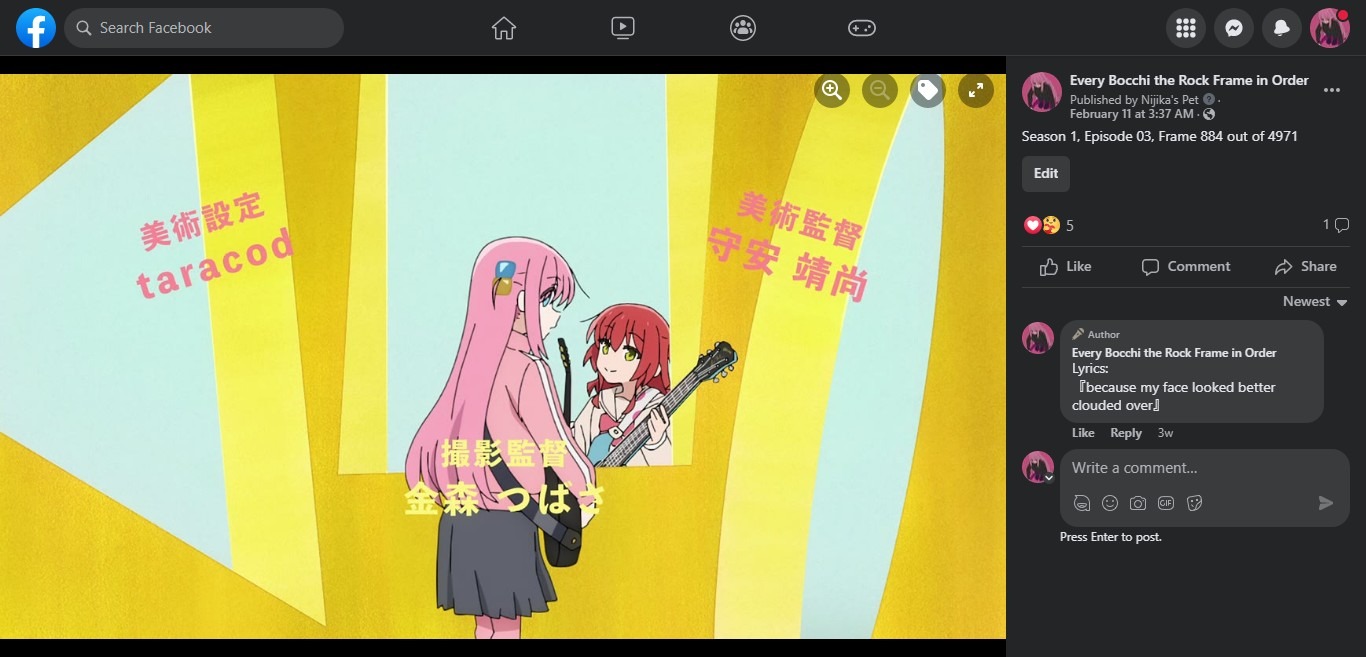 Search Facebook
美術設定
taracod
美術監督
守安 靖尚
撮影監督
金森 つばさ
Every Bocchi the Rock Frame in Order
Published by Nijika's Pet ? ·
February 11 at 3:37 AM ·
Season 1, Episode 03, Frame 884 out of 4971
Edit
5
1
Like
Comment
Share
Newest
Author
Every Bocchi the Rock Frame in Order
Lyrics:
『because my face looked better
clouded over』
Like Reply 3w
Write a comment...
GIF
Press Enter to post.